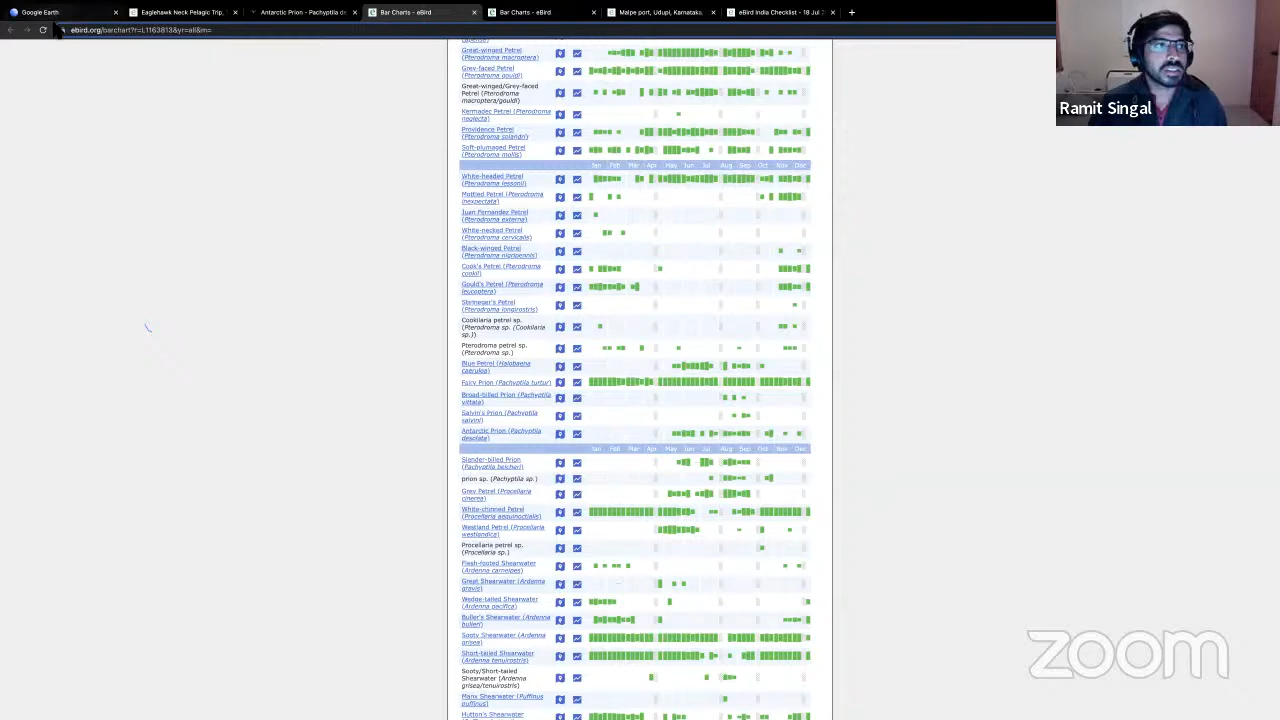 Google Earth
Eaglehawk Neck Pelagic Trip,
Antarctic Prion - Pachyptila de
Bar Charts - eBird
Bar Charts - eBird
Malpe port, Udupi, Karnataka,
eBird India Checklist - 18 Jul 2
ebird.org/barchart?r=L1163813&yr=all&m=
Ramit Singal
Great-winged Petrel
(Pterodroma macroptera)
Grey-faced Petrel
(Pterodroma gouldi)
Great-winged/Grey-faced
Petrel (Pterodroma
macroptera/gouldi)
Kermadec Petrel (Pterodroma
neglecta)
Providence Petrel
(Pterodroma solandri)
Soft-plumaged Petrel
(Pterodroma mollis)
Jan Feb Mar Apr May Jun Jul Aug Sep Oct Nov Dec
White-headed Petrel
(Pterodroma lessonii)
Mottled Petrel (Pterodroma
inexpectata)
Juan Fernandez Petrel
(Pterodroma externa)
White-necked Petrel
(Pterodroma cervicalis)
Black-winged Petrel
(Pterodroma nigripennis)
Cook's Petrel (Pterodroma
cookii)
Gould's Petrel (Pterodroma
leucoptera)
Stejneger's Petrel
(Pterodroma longirostris)
Cookilaria petrel sp.
(Pterodroma sp. (Cookilaria
sp.))
Pterodroma petrel sp.
(Pterodroma sp.)
Blue Petrel (Halobaena
caerulea)
Fairy Prion (Pachyptila turtur)
Broad-billed Prion (Pachyptila
vittata)
Salvin's Prion (Pachyptila
salvini)
Antarctic Prion (Pachyptila
desolata)
Jan Feb Mar Apr May Jun Jul Aug Sep Oct Nov Dec
Slender-billed Prion
(Pachyptila belcheri)
prion sp. (Pachyptila sp.)
Grey Petrel (Procellaria
cinerea)
White-chinned Petrel
(Procellaria aequinoctialis)
Westland Petrel (Procellaria
westlandica)
Procellaria petrel sp.
(Procellaria sp.)
Flesh-footed Shearwater
(Ardenna carneipes)
Great Shearwater (Ardenna
gravis)
Wedge-tailed Shearwater
(Ardenna pacifica)
Buller's Shearwater (Ardenna
bulleri)
Sooty Shearwater (Ardenna
grisea)
Short-tailed Shearwater
(Ardenna tenuirostris)
Sooty/Short-tailed
Shearwater (Ardenna
grisea/tenuirostris)
Manx Shearwater (Puffinus
puffinus)
Hutton's Shearwater
zoom